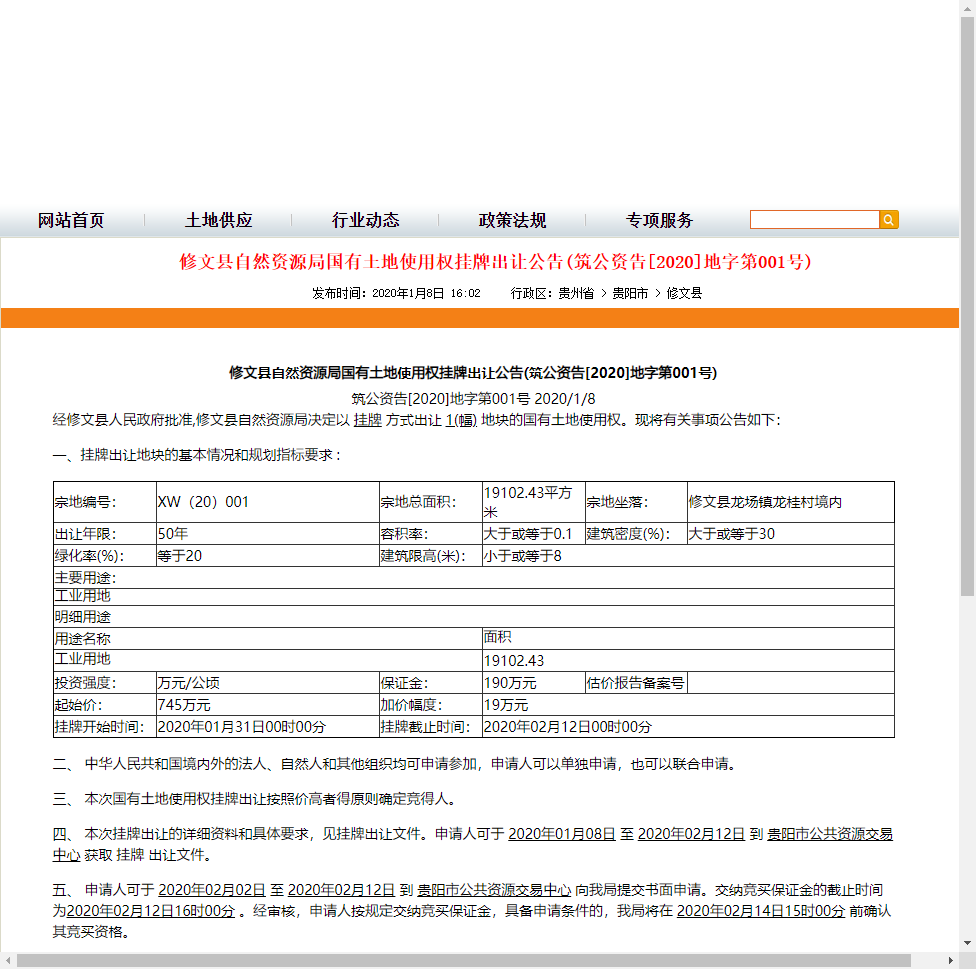 网站首页 土地供应 行业动态 政策法规 专项服务
修文县自然资源局国有土地使用权挂牌出让公告(筑公资告[2020]地字第001号)
发布时间：2020年1月8日 16:02 行政区：贵州省 > 贵阳市 > 修文县
修文县自然资源局国有土地使用权挂牌出让公告(筑公资告[2020]地字第001号)
筑公资告[2020]地字第001号 2020/1/8
经修文县人民政府批准,修文县自然资源局决定以 挂牌 方式出让 1(幅) 地块的国有土地使用权。现将有关事项公告如下：
一、挂牌出让地块的基本情况和规划指标要求：
宗地编号： XW（20）001 宗地总面积： 19102.43平方米 宗地坐落： 修文县龙场镇龙桂村境内
出让年限： 50年 容积率： 大于或等于0.1 建筑密度(%)： 大于或等于30
绿化率(%)： 等于20 建筑限高(米)： 小于或等于8
主要用途：
工业用地
明细用途
用途名称 面积
工业用地 19102.43
投资强度： 万元/公顷 保证金： 190万元 估价报告备案号
起始价： 745万元 加价幅度： 19万元
挂牌开始时间： 2020年01月31日00时00分 挂牌截止时间： 2020年02月12日00时00分
二、 中华人民共和国境内外的法人、自然人和其他组织均可申请参加，申请人可以单独申请，也可以联合申请。
三、 本次国有土地使用权挂牌出让按照价高者得原则确定竞得人。
四、 本次挂牌出让的详细资料和具体要求，见挂牌出让文件。申请人可于 2020年01月08日 至 2020年02月12日 到 贵阳市公共资源交易
中心 获取 挂牌 出让文件。
五、 申请人可于 2020年02月02日 至 2020年02月12日 到 贵阳市公共资源交易中心 向我局提交书面申请。交纳竞买保证金的截止时间
为2020年02月12日16时00分 。经审核，申请人按规定交纳竞买保证金，具备申请条件的，我局将在 2020年02月14日15时00分 前确认
其竞买资格。